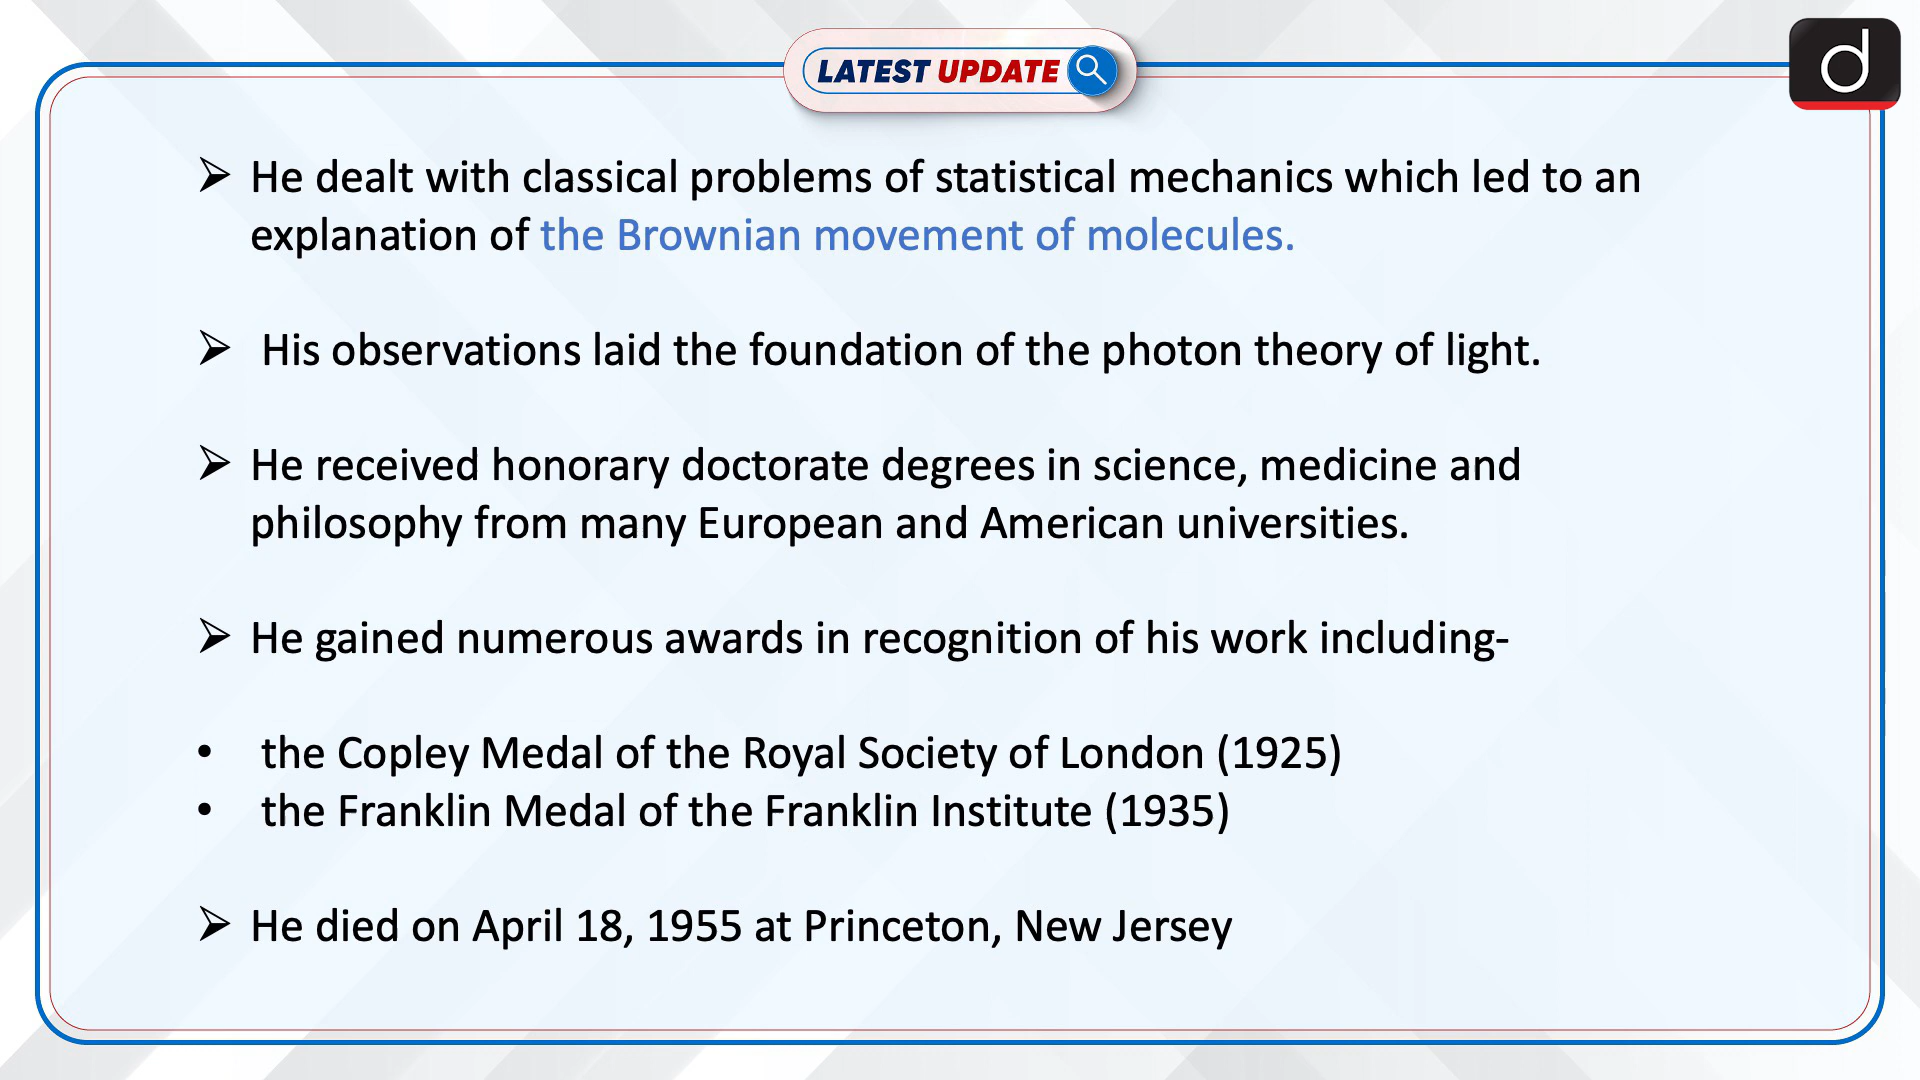 LATEST UPDATE
d
➢ He dealt with classical problems of statistical mechanics which led to an
explanation of the Brownian movement of molecules.
➢ His observations laid the foundation of the photon theory of light.
➢ He received honorary doctorate degrees in science, medicine and
philosophy from many European and American universities.
➢ He gained numerous awards in recognition of his work including-
• the Copley Medal of the Royal Society of London (1925)
• the Franklin Medal of the Franklin Institute (1935)
➢ He died on April 18, 1955 at Princeton, New Jersey